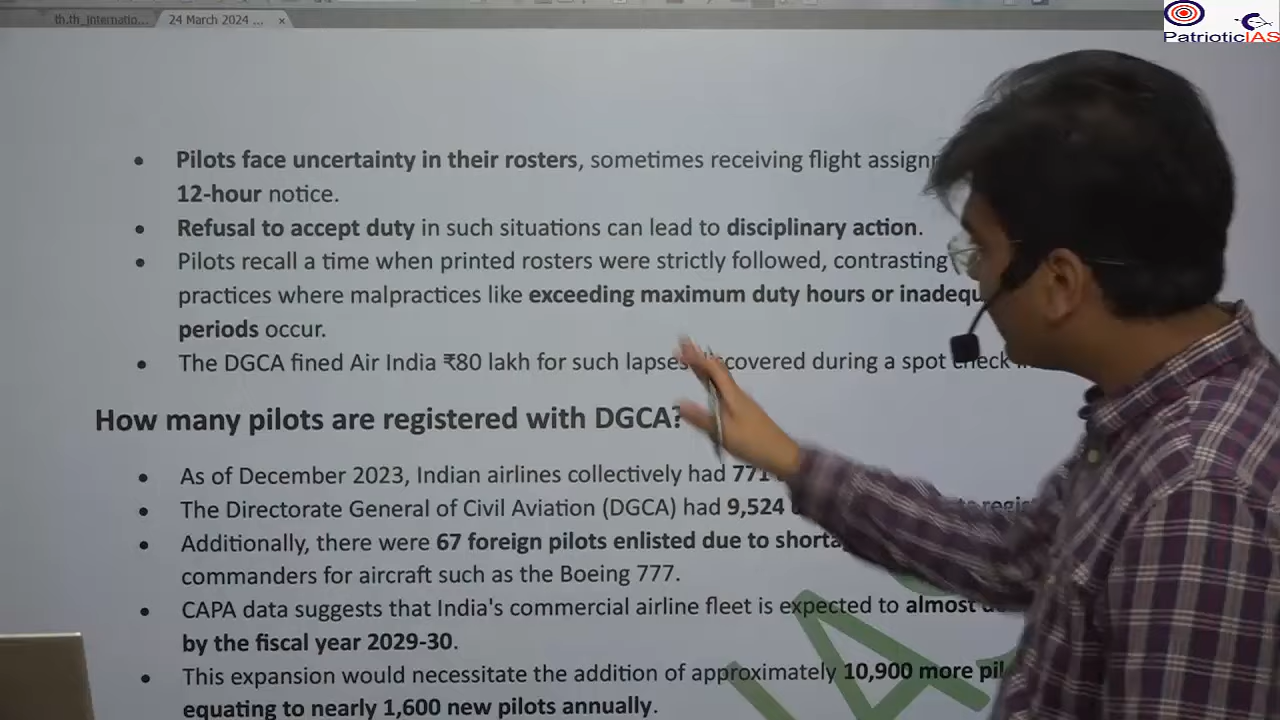 th.th_internatio...
24 March 2024 ...
PatrioticIAS
Pilots face uncertainty in their rosters, sometimes receiving flight
12-hour notice.
Refusal to accept duty in such situations can lead to disciplinary action.
Pilots recall a time when printed rosters were strictly followed, contrasting
practices where malpractices like exceeding maximum duty hours or
periods occur.
The DGCA fined Air India ₹80 lakh for such lapses during a spot check
How many pilots are registered with DGCA?
As of December 2023, Indian airlines collectively had 771
The Directorate General of Civil Aviation (DGCA) had 9,524
Additionally, there were 67 foreign pilots enlisted due to
commanders for aircraft such as the Boeing 777.
CAPA data suggests that India's commercial airline fleet is expected to almost
by the fiscal year 2029-30.
This expansion would necessitate the addition of approximately 10,900 more
equating to nearly 1,600 new pilots annually.
IAS